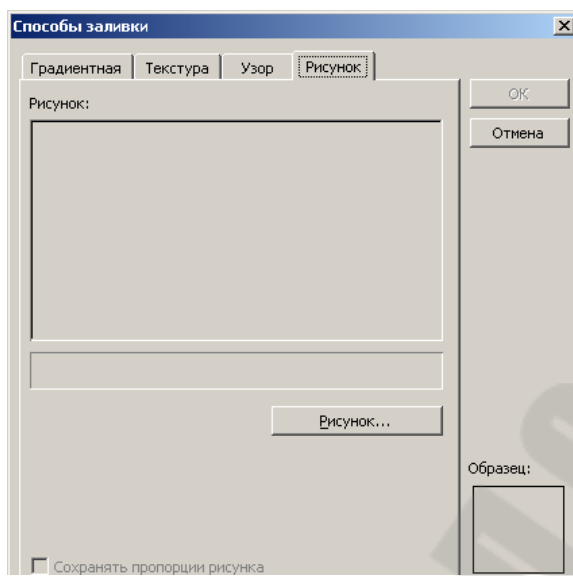 Способы заливки
Градиентная Текстура Узор Рисунок
Рисунок:
ОК
Отмена
Рисунок...
Образец:
Сохранять пропорции рисунка